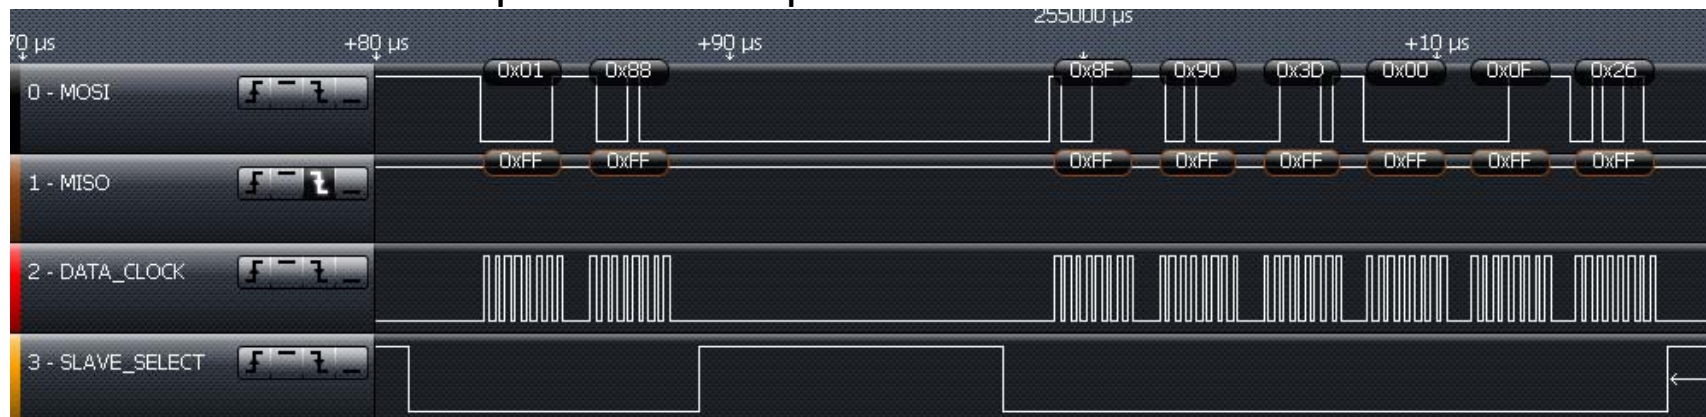 255000 µs
70 µs +80 µs +90 µs +10 µs
0x01 0x88 0x8F 0x90 0x3D 0x00 0x0F 0x26
0 - MOSI
0xFF 0xFF 0xFF 0xFF 0xFF 0xFF 0xFF 0xFF
1 - MISO
2 - DATA_CLOCK
3 - SLAVE_SELECT